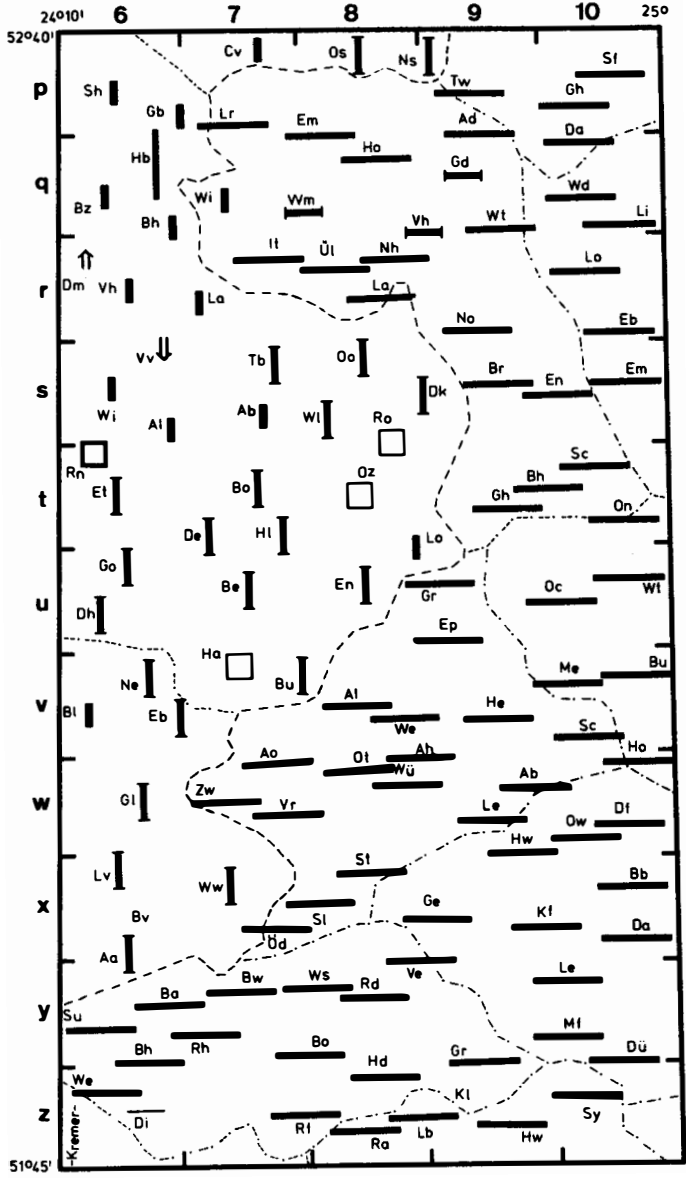 24°10' 6 7 8 9 10 25°
52°40'
Cv Os Ns Sf
p Sh Tw Gh
Gb Lr Em Ad Da
Hb Ho
q Gd Wd
Bz Wi Wm Li
Bh Vh Wt
It Ül Nh Lo
r Dm Vh La La
No Eb
Vv Tb Oo Br En Em
s Wi Ab Wl Ro Dk
Al
Rn Oz Sc
t Et Bo Bh
Gh On
De Hl Lo
Go Be En Gr Oc Wt
u Dh
Ep
Ha Me Bu
Ne Bu
v Bl Eb Al He
We Sc
Ao Ot Ah Ho
w Gl Zw Wü Ab
Vr Le Ow Df
Hw
Lv Ww St Bb
x Bv Sl Ge Kf
Öd Da
Aa Ve
Bw Ws Rd Le
y Su Ba
Bh Rh Bo Mf
Hd Gr Dü
We Kl
z Di Rf Lb Sy
Ra Hw
Kremer-
51°45'